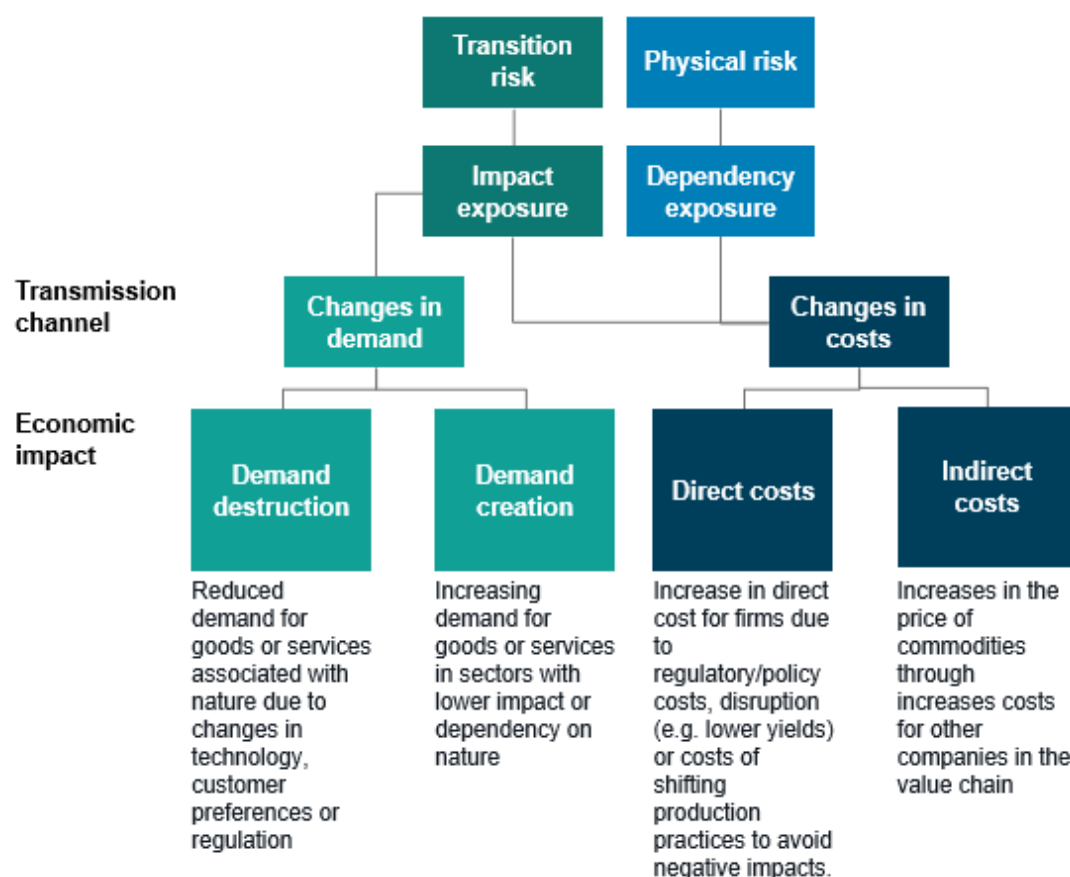 Transition
risk
Physical risk
Impact
exposure
Dependency
exposure
Transmission
channel
Changes in
demand
Changes in
costs
Economic
impact
Demand
destruction
Demand
creation
Direct costs
Indirect
costs
Reduced
demand for
goods or services
associated with
nature due to
changes in
technology,
customer
preferences or
regulation
Increasing
demand for
goods or services
in sectors with
lower impact or
dependency on
nature
Increase in direct
cost for firms due
to
regulatory/policy
costs, disruption
(e.g. lower yields)
or costs of
shifting
production
practices to avoid
negative impacts.
Increases in the
price of
commodities
through
increases costs
for other
companies in the
value chain